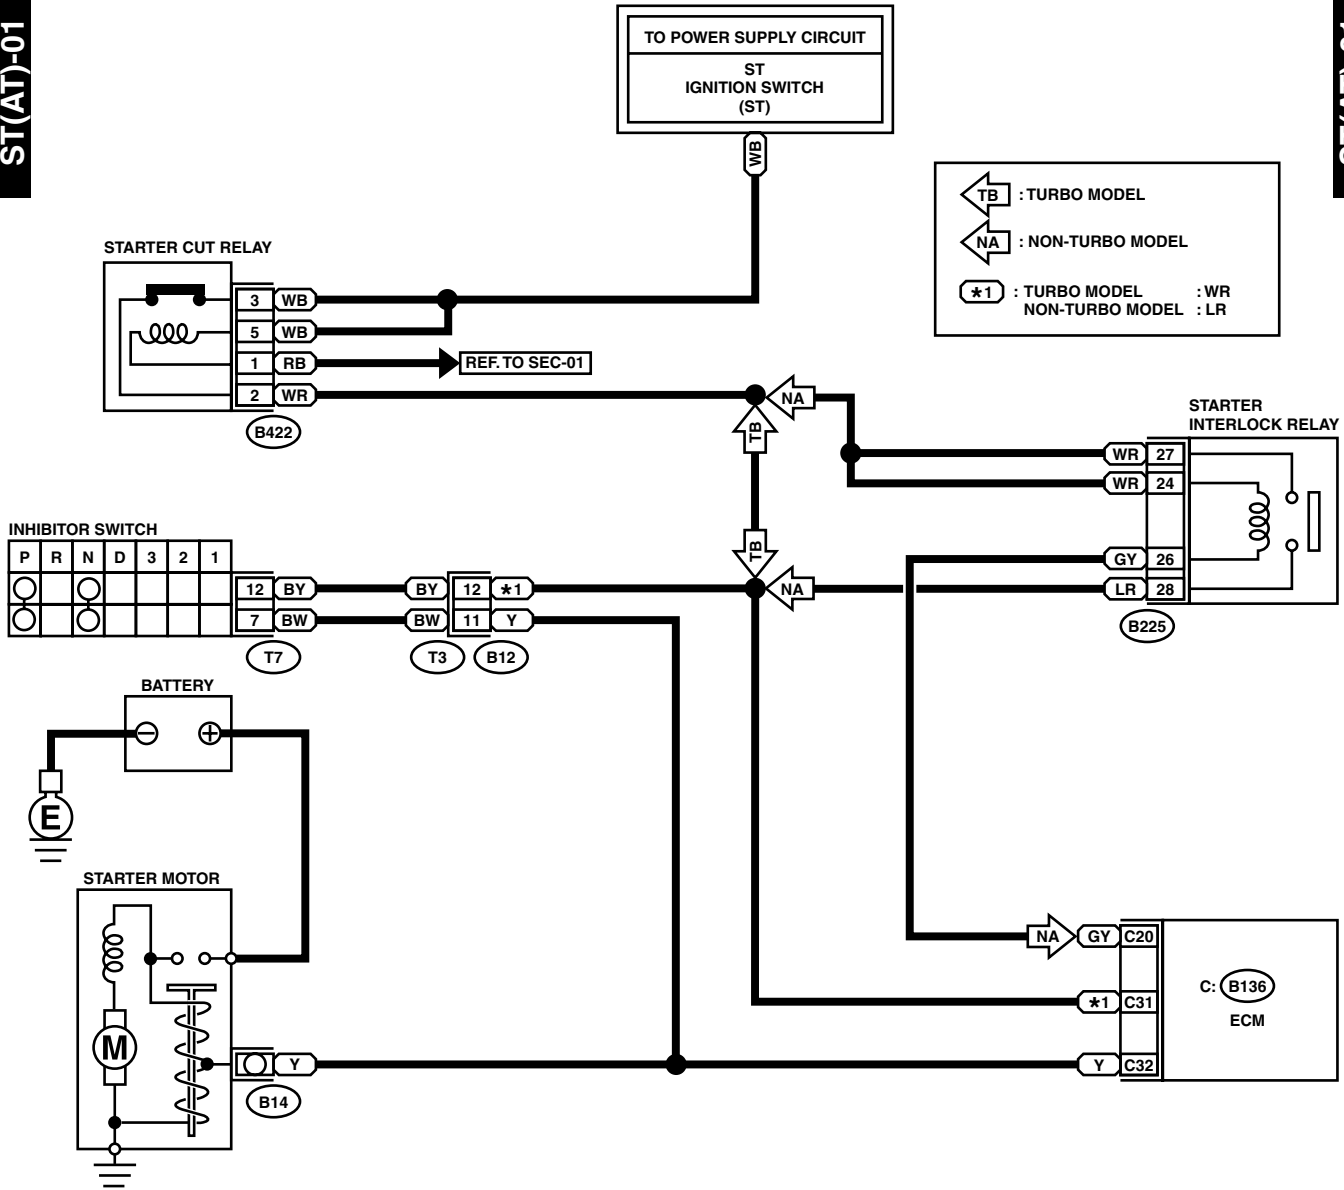 ST(AT)-01
TO POWER SUPPLY CIRCUIT
ST
IGNITION SWITCH
(ST)
WB
TB : TURBO MODEL
NA : NON-TURBO MODEL
*1 : TURBO MODEL : WR
NON-TURBO MODEL : LR
STARTER CUT RELAY
3 WB
5 WB
1 RB
REF. TO SEC-01
2 WR
B422
NA
TB
TB
NA
STARTER
INTERLOCK RELAY
WR 27
WR 24
GY 26
LR 28
B225
INHIBITOR SWITCH
P R N D 3 2 1
12 BY
BY 12 *1
7 BW
BW 11 Y
T7
T3
B12
BATTERY
− +
E
STARTER MOTOR
M
Y
B14
NA GY C20
*1 C31
Y C32
C: B136
ECM